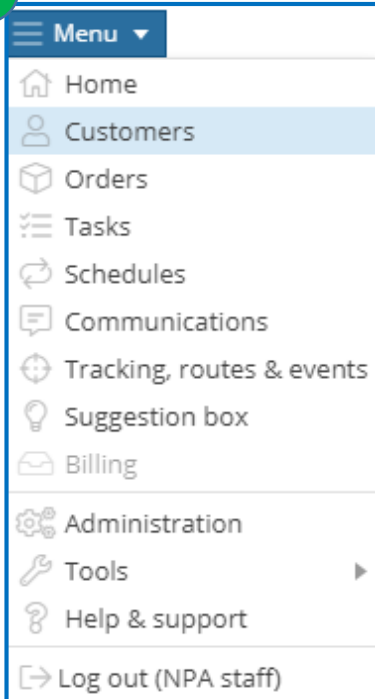 Menu
Home
Customers
Orders
Tasks
Schedules
Communications
Tracking, routes & events
Suggestion box
Billing
Administration
Tools
Help & support
Log out (NPA staff)